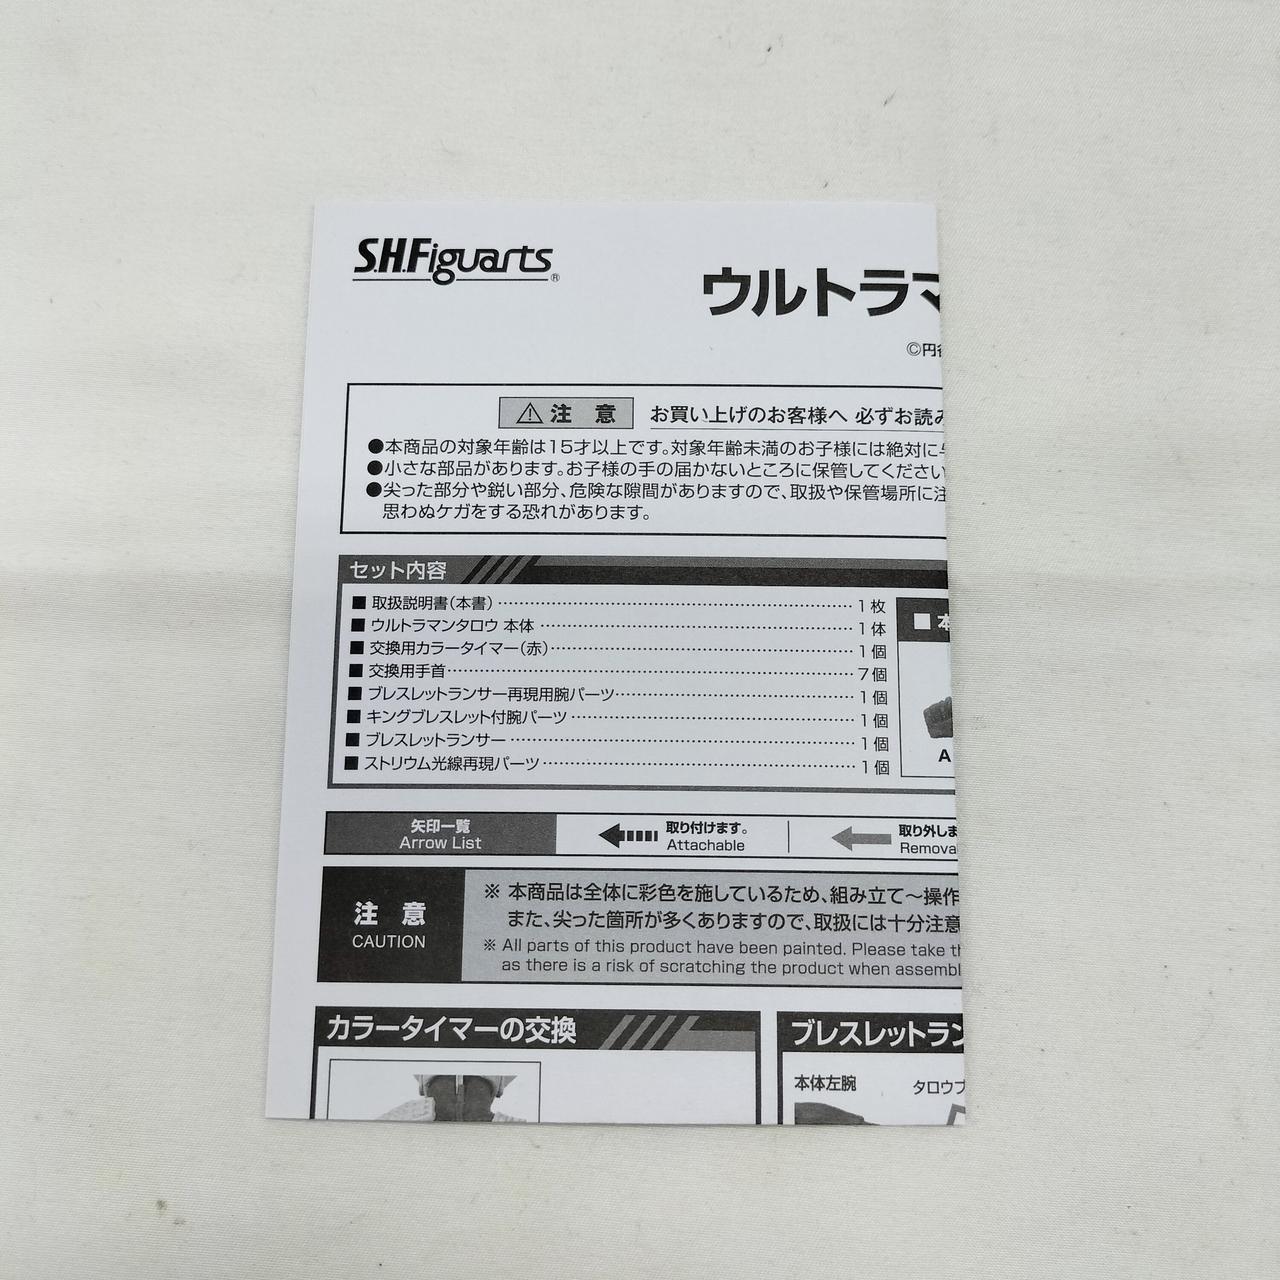 S.H.Figuarts®
ウルトラマ
©円谷
⚠注 意 お買い上げのお客様へ 必ずお読み
●本商品の対象年齢は15才以上です。対象年齢未満のお子様には絶対に
●小さな部品があります。お子様の手の届かないところに保管してください
●尖った部分や鋭い部分、危険な隙間がありますので、取扱や保管場所に注
思わぬケガをする恐れがあります。
セット内容
■取扱説明書(本書)……1枚
■ウルトラマンタロウ 本体……1体
■交換用カラータイマー(赤)……1個
■交換用手首……7個
■ブレスレットランサー再現用腕パーツ……1個
■キングブレスレット付腕パーツ……1個
■ブレスレットランサー……1個
■ストリウム光線再現パーツ……1個
■本
A
矢印一覧
Arrow List
取り付けます。
Attachable
取り外しま
Remova
注 意
CAUTION
※ 本商品は全体に彩色を施しているため、組み立て~操作
また、尖った箇所が多くありますので、取扱には十分注意
※ All parts of this product have been painted. Please take th
as there is a risk of scratching the product when assembl
カラータイマーの交換
ブレスレットラン
本体左腕
タロウブ